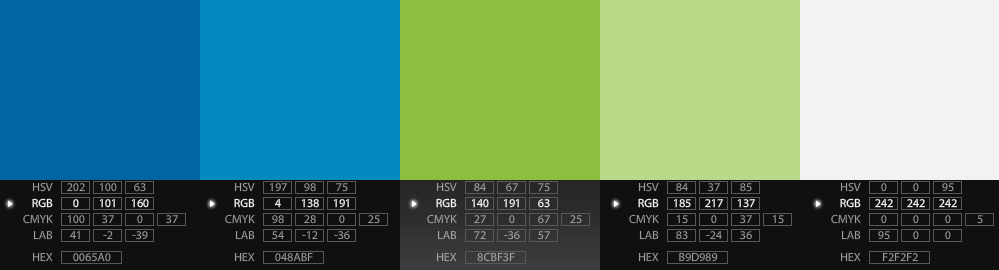 HSV 202 100 63
RGB 0 101 160
CMYK 100 37 0 37
LAB 41 -2 -39
HEX 0065A0
HSV 197 98 75
RGB 4 138 191
CMYK 98 28 0 25
LAB 54 -12 -36
HEX 048ABF
HSV 84 67 75
RGB 140 191 63
CMYK 27 0 67 25
LAB 72 -36 57
HEX 8CBF3F
HSV 84 37 85
RGB 185 217 137
CMYK 15 0 37 15
LAB 83 -24 36
HEX B9D989
HSV 0 0 95
RGB 242 242 242
CMYK 0 0 0 5
LAB 95 0 0
HEX F2F2F2